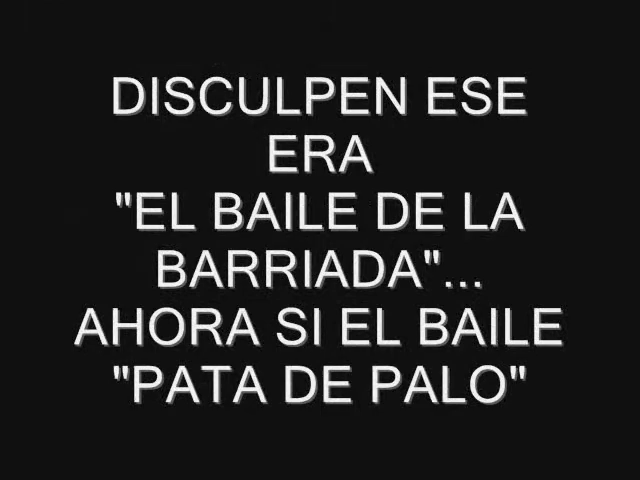 DISCULPEN ESE
ERA
"EL BAILE DE LA
BARRIADA"...
AHORA SI EL BAILE
"PATA DE PALO"